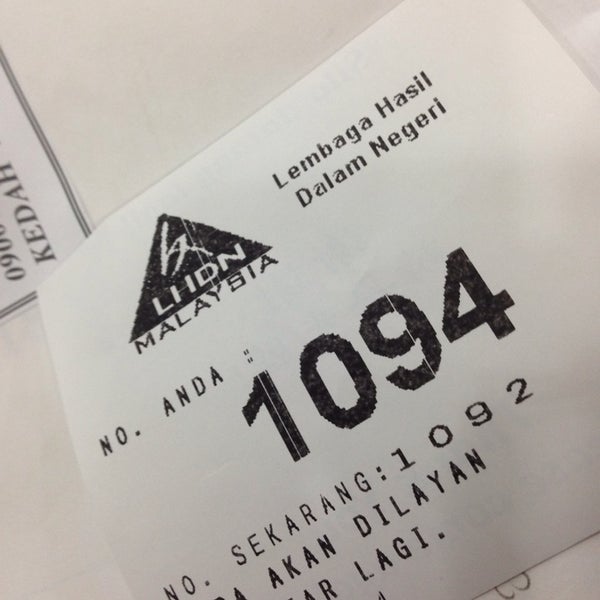 Lembaga Hasil
Dalam Negeri
LHDN
MALAYSIA
NO. ANDA :
1094
NO. SEKARANG:1092
AKAN DILAYAN
LAGI.
KEDAH